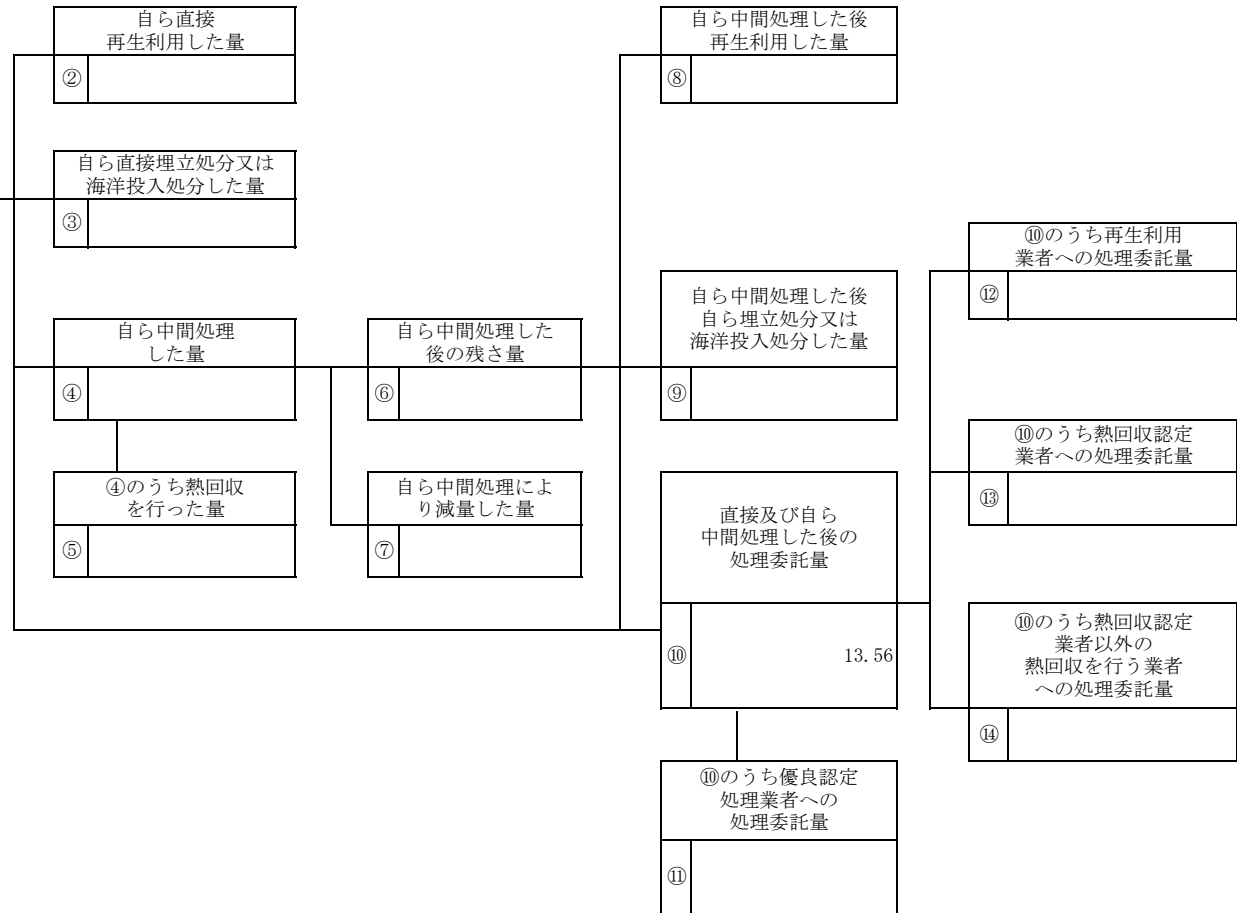 自ら直接
再生利用した量
②
自ら直接埋立処分又は
海洋投入処分した量
③
自ら中間処理
した量
④
④のうち熱回収
を行った量
⑤
自ら中間処理した
後の残さ量
⑥
自ら中間処理によ
り減量した量
⑦
自ら中間処理した後
再生利用した量
⑧
自ら中間処理した後
自ら埋立処分又は
海洋投入処分した量
⑨
直接及び自ら
中間処理した後の
処理委託量
⑩ 13.56
⑩のうち優良認定
処理業者への
処理委託量
⑪
⑩のうち再生利用
業者への処理委託量
⑫
⑩のうち熱回収認定
業者への処理委託量
⑬
⑩のうち熱回収認定
業者以外の
熱回収を行う業者
への処理委託量
⑭